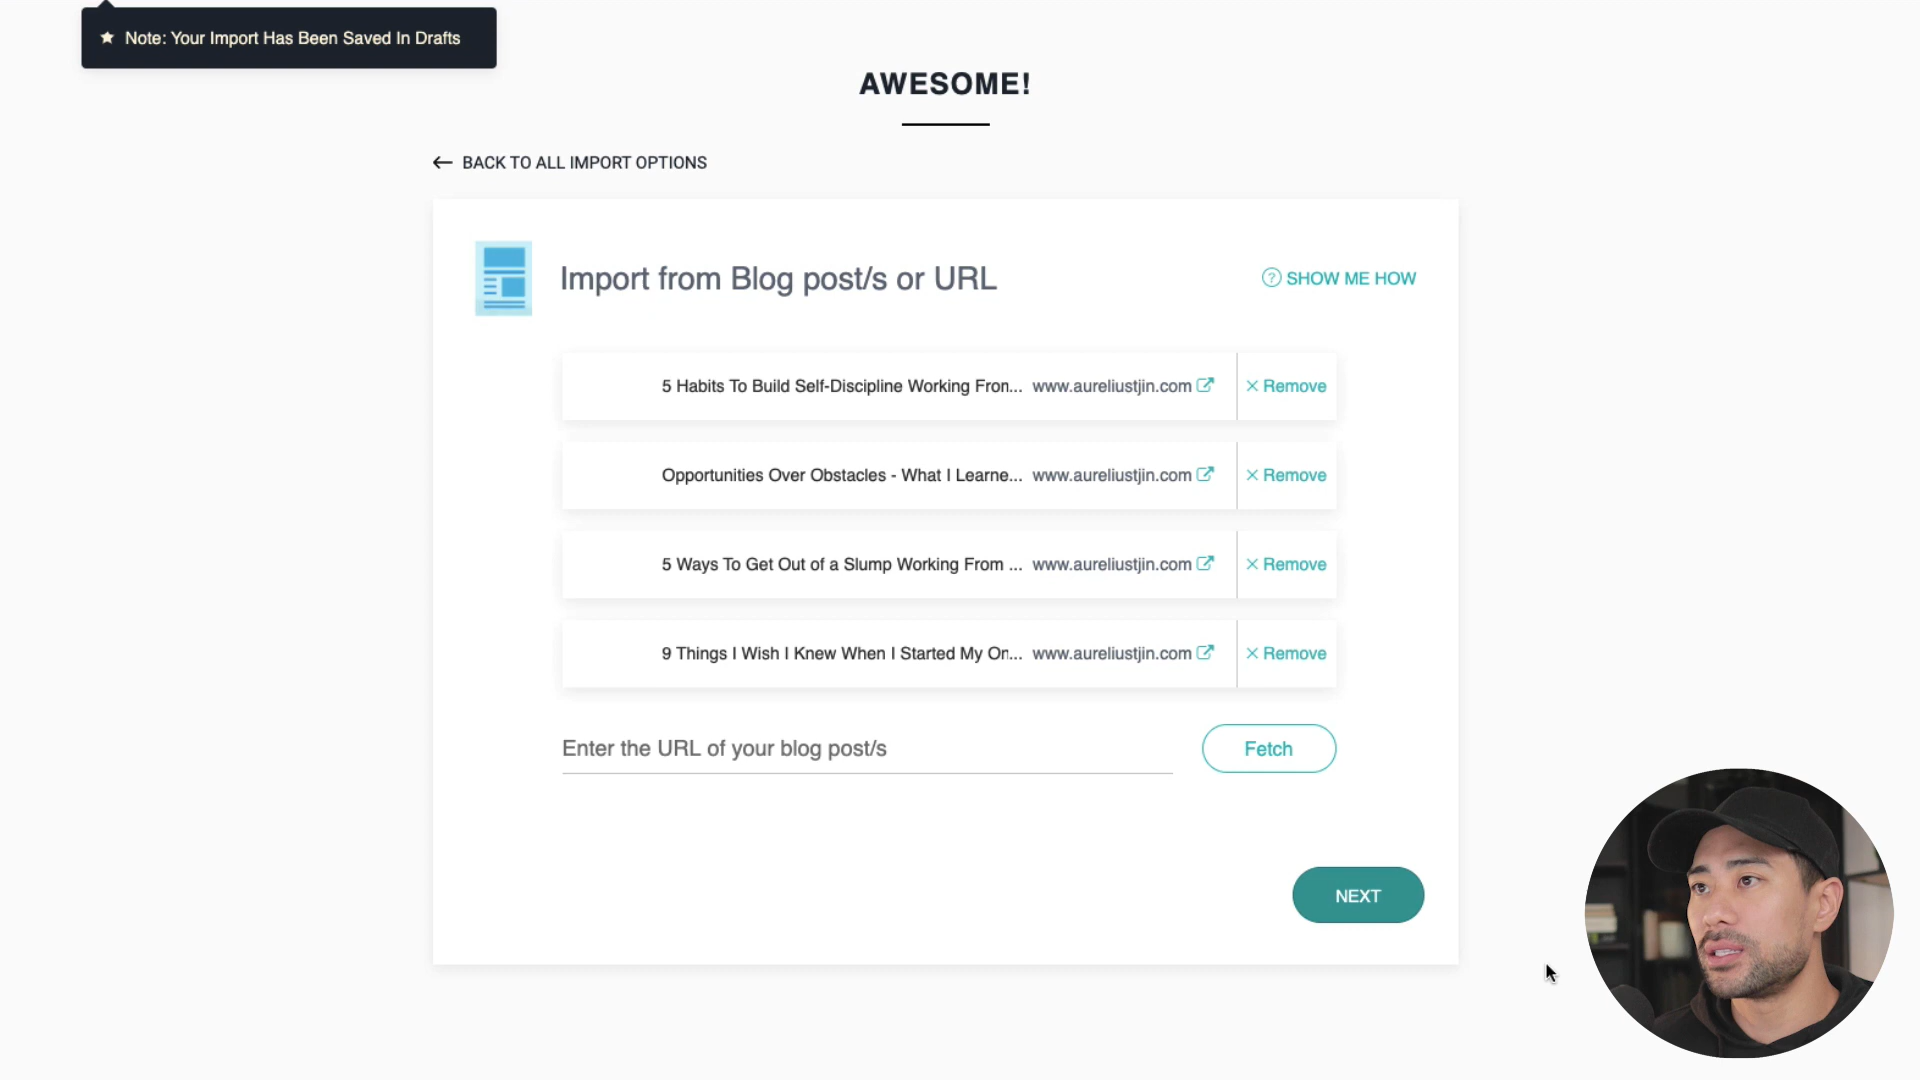 ★ Note: Your Import Has Been Saved In Drafts
AWESOME!
← BACK TO ALL IMPORT OPTIONS
Import from Blog post/s or URL
? SHOW ME HOW
5 Habits To Build Self-Discipline Working Fron... www.aureliustjin.com × Remove
Opportunities Over Obstacles - What I Learne... www.aureliustjin.com × Remove
5 Ways To Get Out of a Slump Working From ... www.aureliustjin.com × Remove
9 Things I Wish I Knew When I Started My On... www.aureliustjin.com × Remove
Enter the URL of your blog post/s
Fetch
NEXT